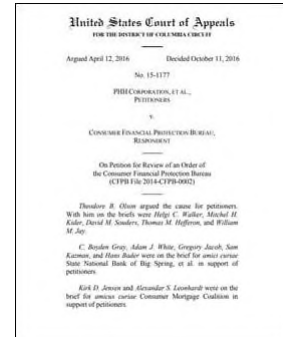 United States Court of Appeals
FOR THE DISTRICT OF COLUMBIA CIRCUIT
Argued April 12, 2016 Decided October 11, 2016
No. 15-1177
PHH CORPORATION, ET AL.,
PETITIONERS
v.
CONSUMER FINANCIAL PROTECTION BUREAU,
RESPONDENT
On Petition for Review of an Order of
the Consumer Financial Protection Bureau
(CFPB File 2014-CFPB-0002)
Theodore B. Olson argued the cause for petitioners.
With him on the briefs were Helgi C. Walker, Mitchel H.
Kider, David M. Souders, Thomas M. Hefferon, and William
M. Jay.
C. Boyden Gray, Adam J. White, Gregory Jacob, Sam
Kazman, and Hans Bader were on the brief for amici curiae
State National Bank of Big Spring, et al. in support of
petitioners.
Kirk D. Jensen and Alexander S. Leonhardt were on the
brief for amicus curiae Consumer Mortgage Coalition in
support of petitioners.